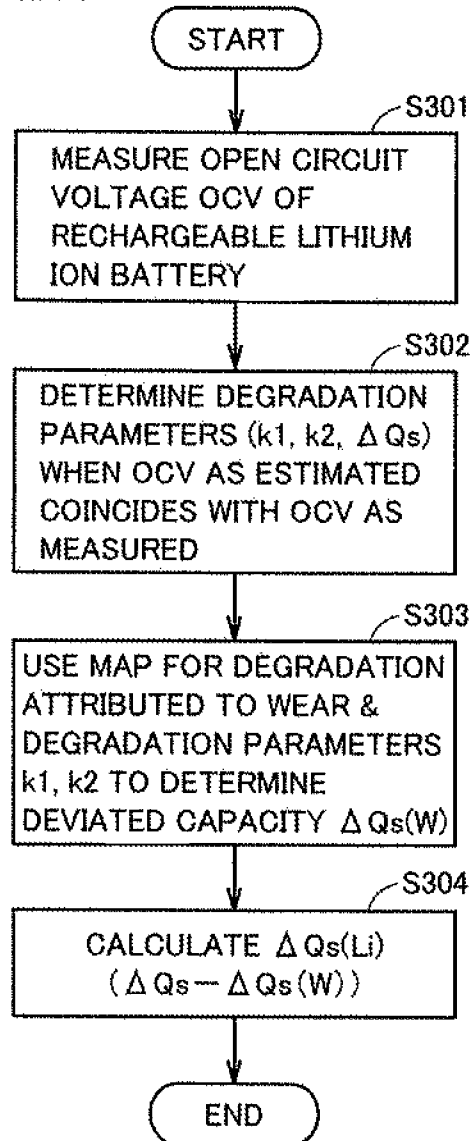 START
S301
MEASURE OPEN CIRCUIT
VOLTAGE OCV OF
RECHARGEABLE LITHIUM
ION BATTERY
S302
DETERMINE DEGRADATION
PARAMETERS (k1, k2, ΔQs)
WHEN OCV AS ESTIMATED
COINCIDES WITH OCV AS
MEASURED
S303
USE MAP FOR DEGRADATION
ATTRIBUTED TO WEAR &
DEGRADATION PARAMETERS
k1, k2 TO DETERMINE
DEVIATED CAPACITY ΔQs(W)
S304
CALCULATE ΔQs(Li)
(ΔQs－ΔQs(W))
END